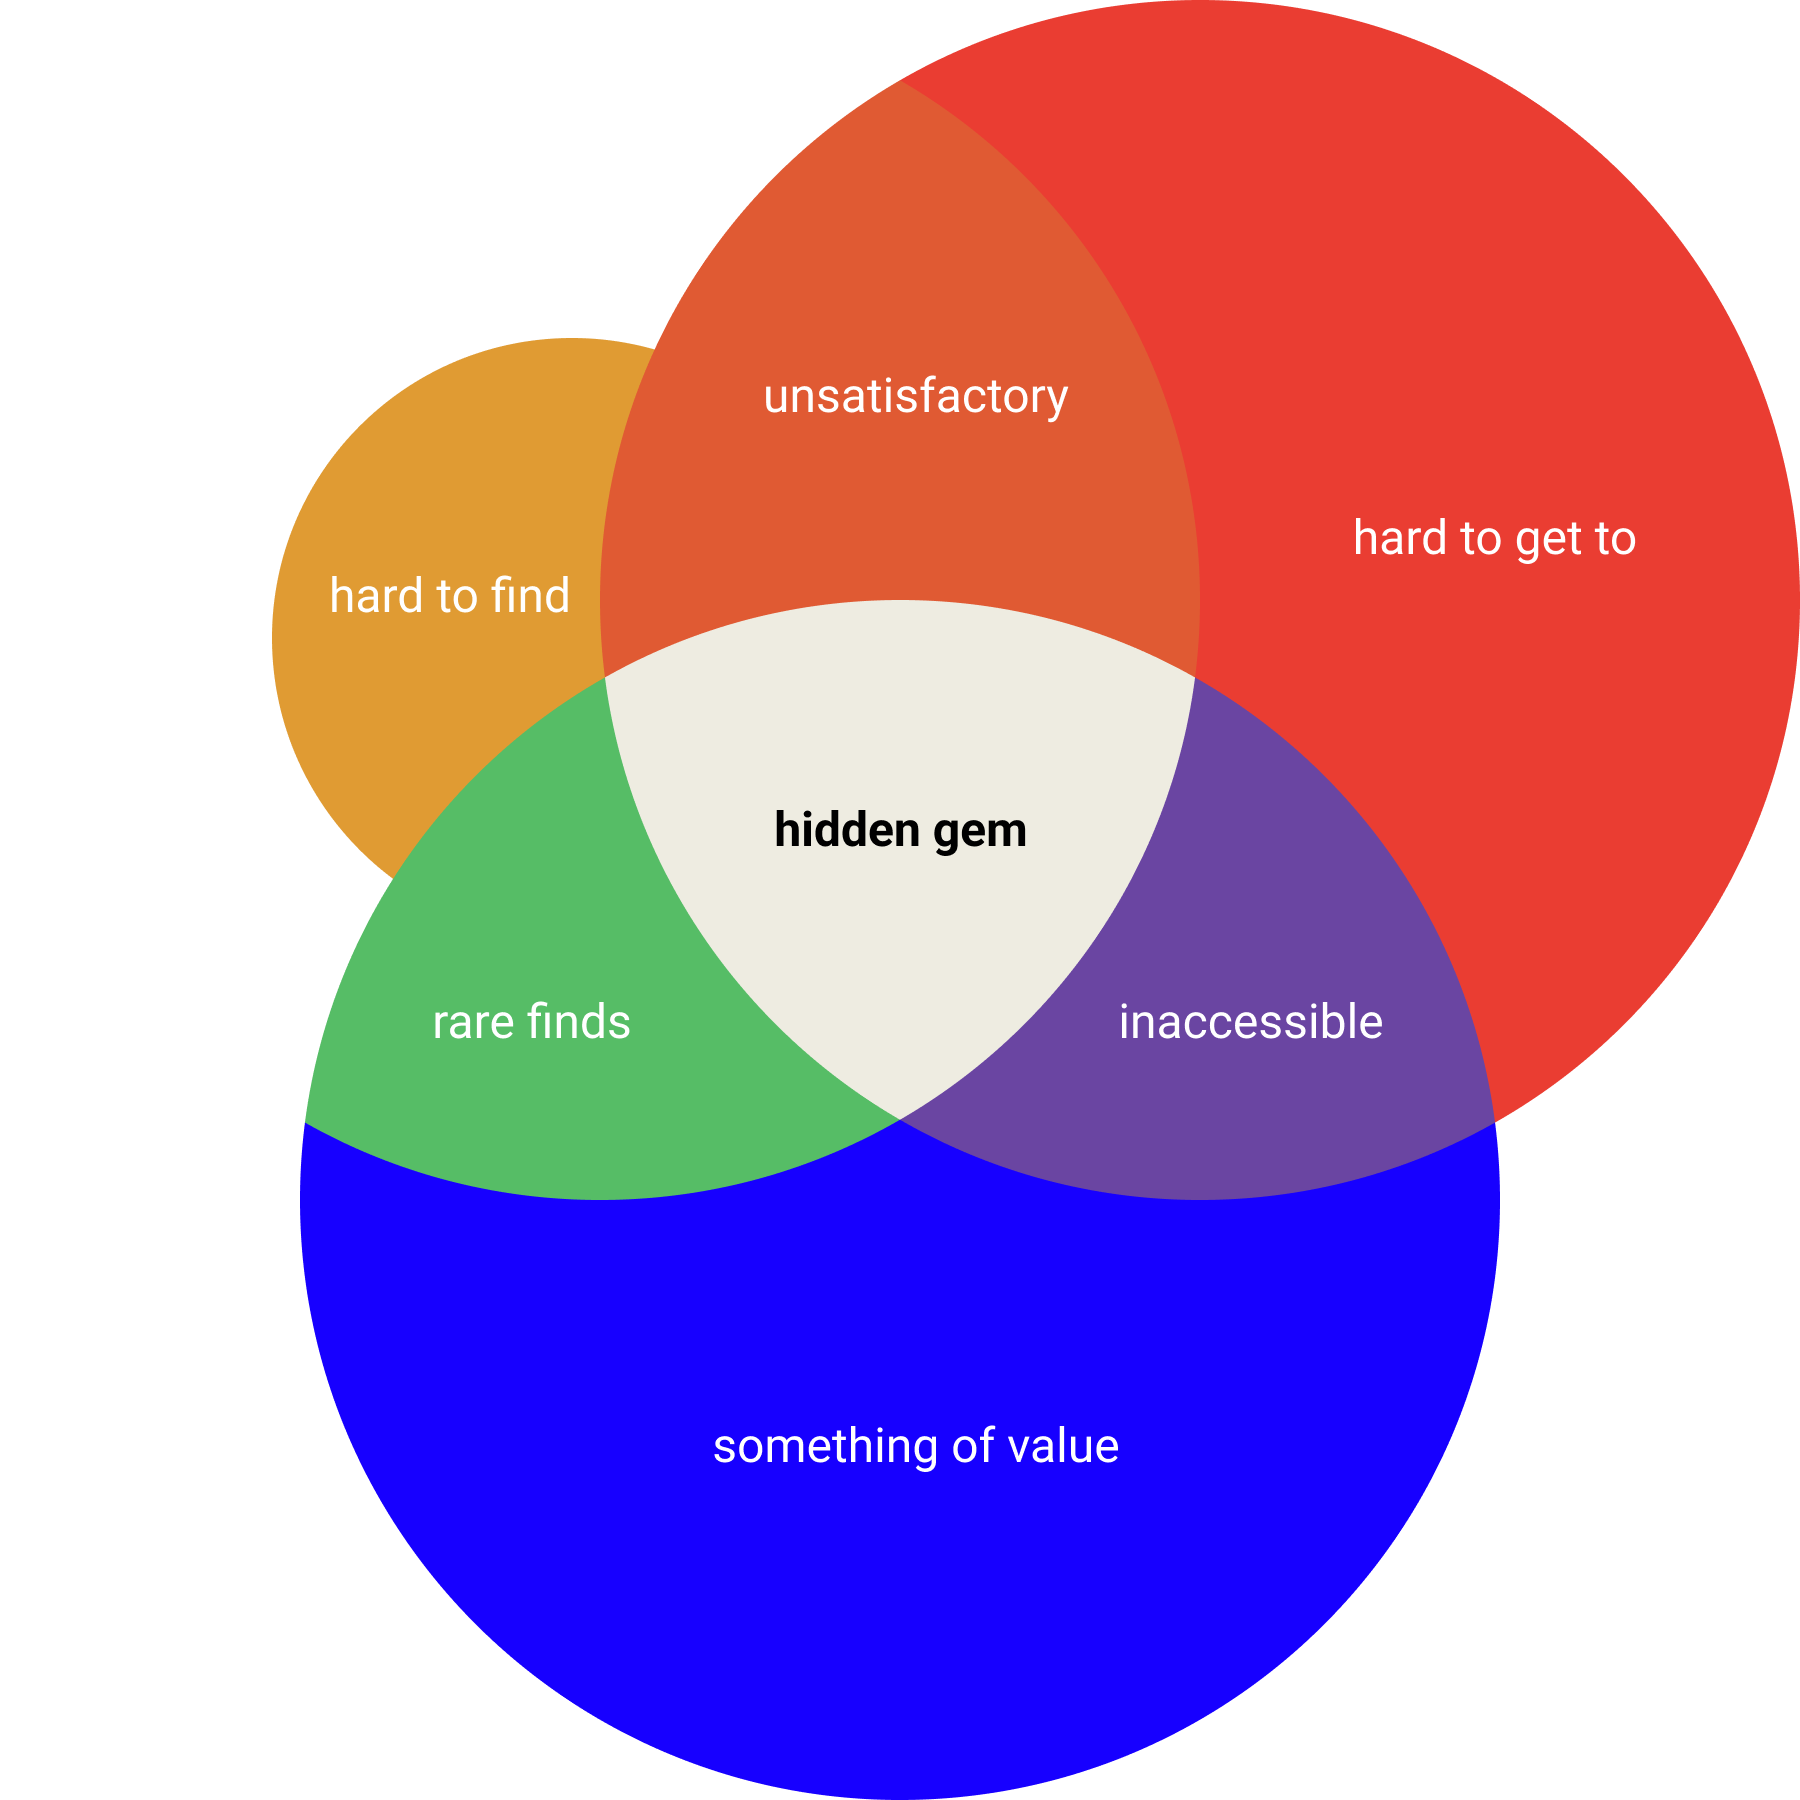 unsatisfactory
hard to get to
hard to find
hidden gem
rare finds
inaccessible
something of value